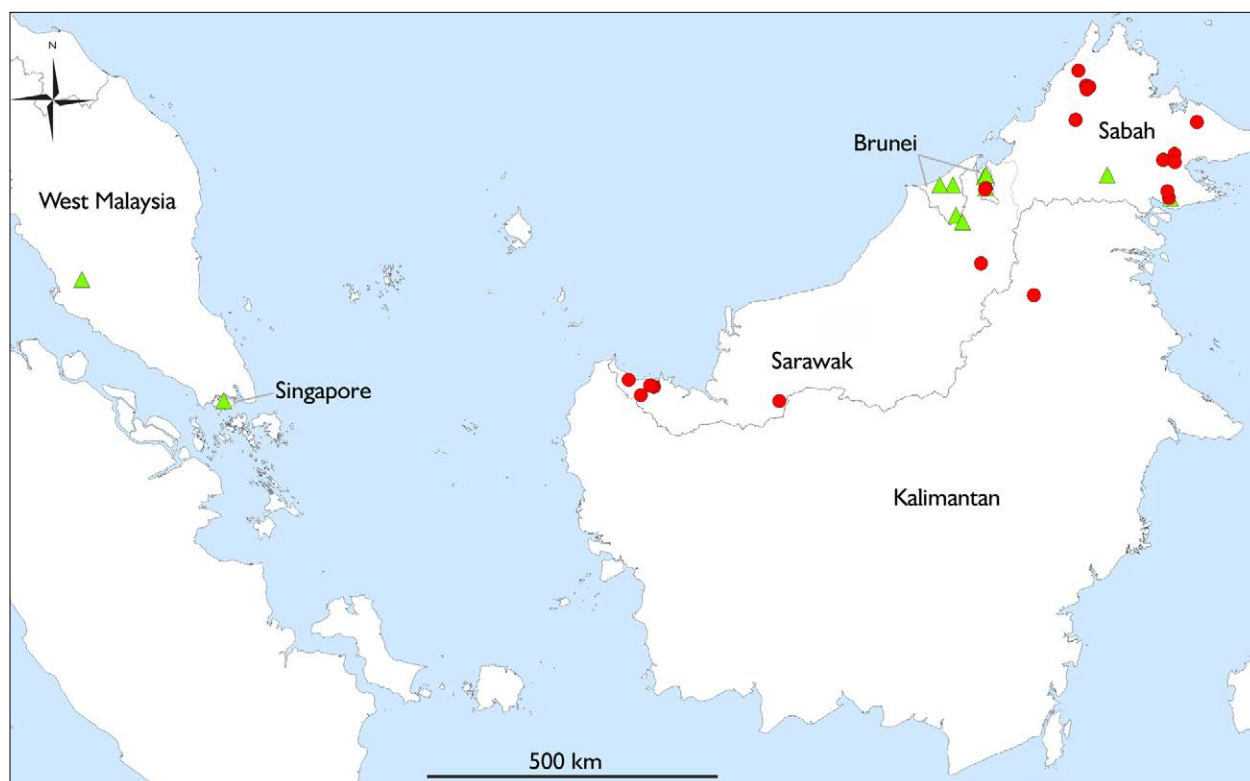 N
West Malaysia
Singapore
Brunei
Sabah
Sarawak
Kalimantan
500 km